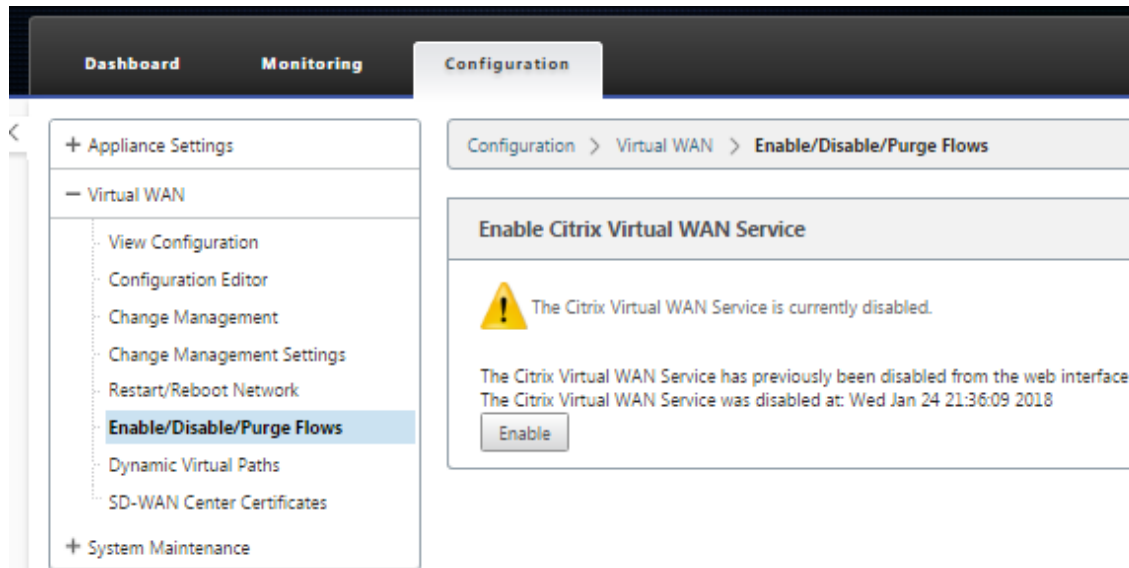 Dashboard Monitoring Configuration
+ Appliance Settings
− Virtual WAN
View Configuration
Configuration Editor
Change Management
Change Management Settings
Restart/Reboot Network
Enable/Disable/Purge Flows
Dynamic Virtual Paths
SD-WAN Center Certificates
+ System Maintenance
Configuration > Virtual WAN > Enable/Disable/Purge Flows
Enable Citrix Virtual WAN Service
The Citrix Virtual WAN Service is currently disabled.
The Citrix Virtual WAN Service has previously been disabled from the web interface
The Citrix Virtual WAN Service was disabled at: Wed Jan 24 21:36:09 2018
Enable